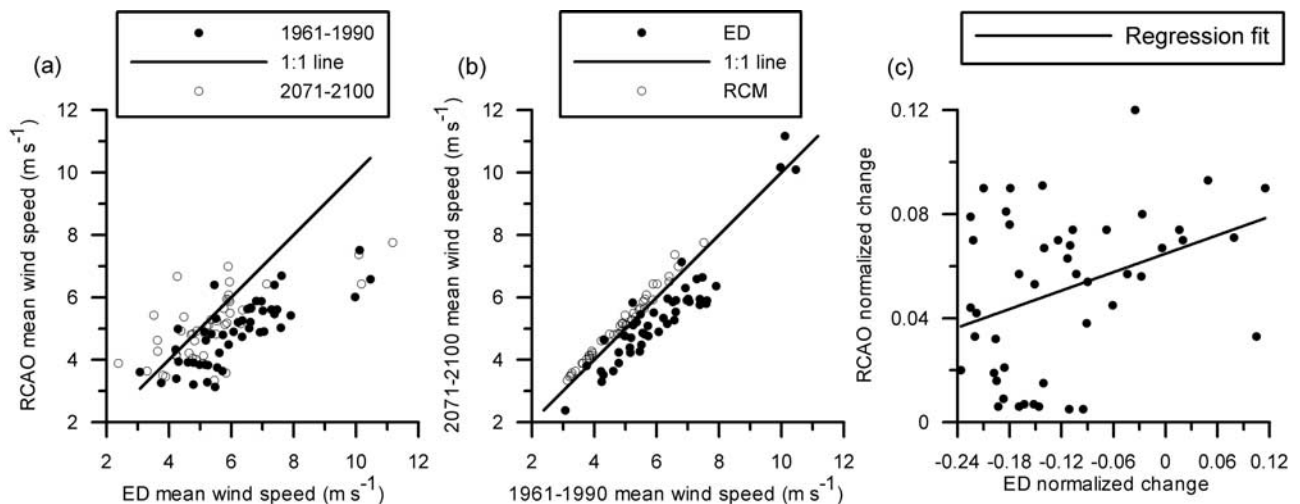 (a)
1961-1990
1:1 line
2071-2100
RCAO mean wind speed (m s⁻¹)
12
10
8
6
4
2
2 4 6 8 10 12
ED mean wind speed (m s⁻¹)
(b)
ED
1:1 line
RCM
2071-2100 mean wind speed (m s⁻¹)
12
10
8
6
4
2
2 4 6 8 10 12
1961-1990 mean wind speed (m s⁻¹)
(c)
Regression fit
RCAO normalized change
0.12
0.08
0.04
0
-0.24 -0.18 -0.12 -0.06 0 0.06 0.12
ED normalized change